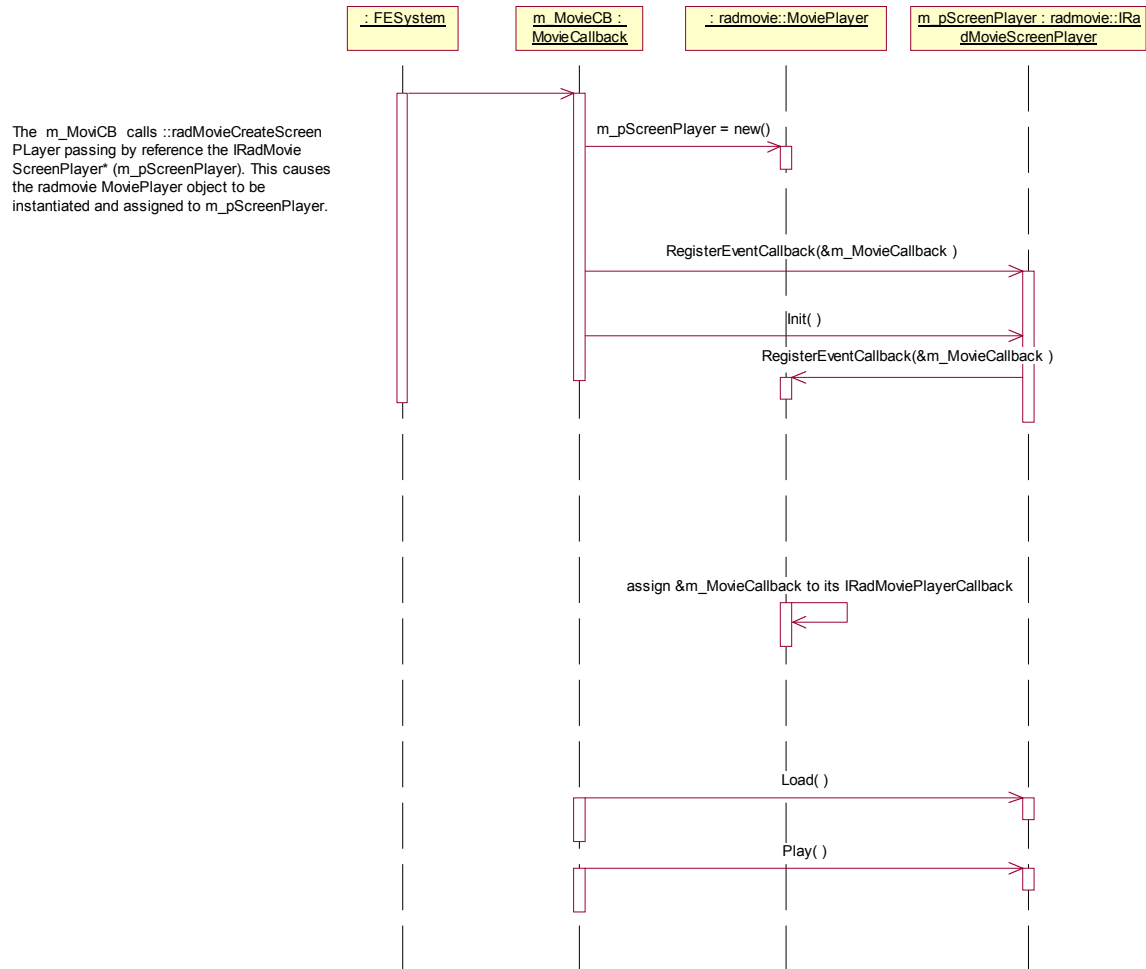 : FESystem
m_MovieCB :
MovieCallback
: radmovie::MoviePlayer
m_pScreenPlayer : radmovie::IRa
dMovieScreenPlayer
The m_MoviCB calls ::radMovieCreateScreen
PLayer passing by reference the IRadMovie
ScreenPlayer* (m_pScreenPlayer). This causes
the radmovie MoviePlayer object to be
instantiated and assigned to m_pScreenPlayer.
m_pScreenPlayer = new()
RegisterEventCallback(&m_MovieCallback )
Init( )
RegisterEventCallback(&m_MovieCallback )
assign &m_MovieCallback to its IRadMoviePlayerCallback
Load( )
Play( )